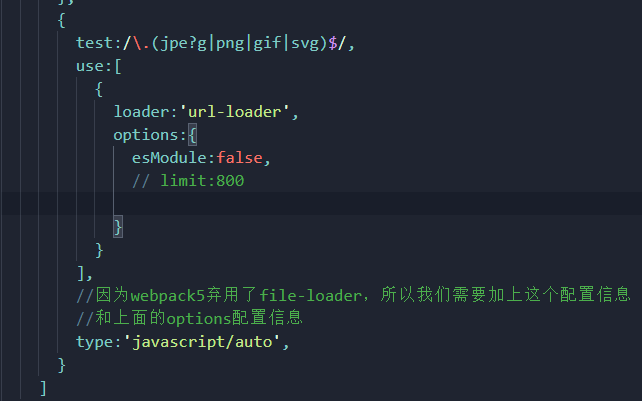 },
{
test:/\.(jpe?g|png|gif|svg)$/,
use:[
{
loader:'url-loader',
options:{
esModule:false,
// limit:800
}
}
],
//因为webpack5弃用了file-loader，所以我们需要加上这个配置信息
//和上面的options配置信息
type:'javascript/auto',
}
]